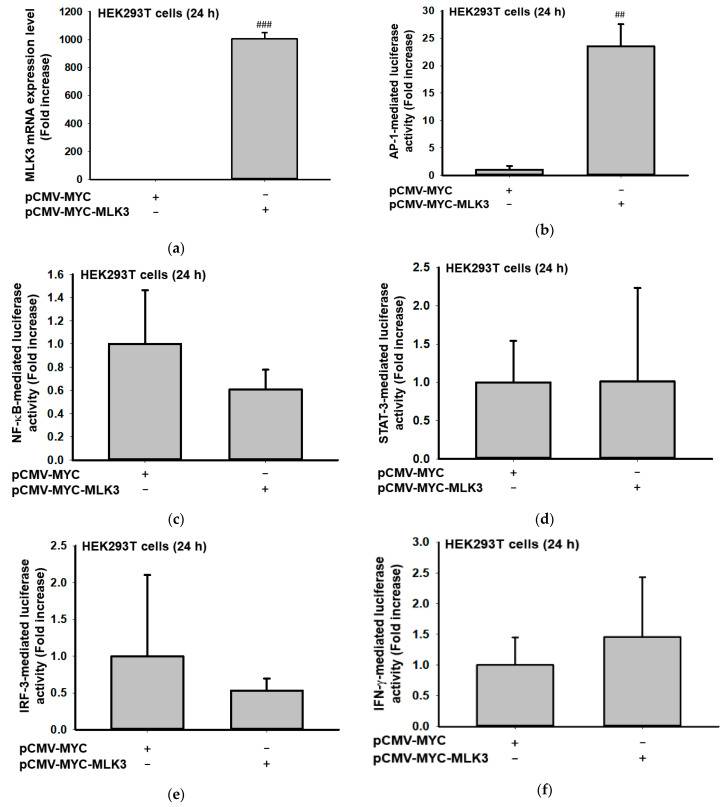 HEK293T cells (24 h)
MLK3 mRNA expression level
(Fold increase)
1200
1000
800
600
400
200
0
###
pCMV-MYC + −
pCMV-MYC-MLK3 − +
(a)
HEK293T cells (24 h)
AP-1-mediated luciferase
activity (Fold increase)
30
25
20
15
10
5
0
##
pCMV-MYC + −
pCMV-MYC-MLK3 − +
(b)
HEK293T cells (24 h)
NF-κB-mediated luciferase
activity (Fold increase)
1.6
1.4
1.2
1.0
0.8
0.6
0.4
0.2
0.0
pCMV-MYC + −
pCMV-MYC-MLK3 − +
(c)
HEK293T cells (24 h)
STAT-3-mediated luciferase
activity (Fold increase)
2.5
2.0
1.5
1.0
0.5
0.0
pCMV-MYC + −
pCMV-MYC-MLK3 − +
(d)
HEK293T cells (24 h)
IRF-3-mediated luciferase
activity (Fold increase)
2.5
2.0
1.5
1.0
0.5
0.0
pCMV-MYC + −
pCMV-MYC-MLK3 − +
(e)
HEK293T cells (24 h)
IFN-γ-mediated luciferase
activity (Fold increase)
3.0
2.5
2.0
1.5
1.0
0.5
0.0
pCMV-MYC + −
pCMV-MYC-MLK3 − +
(f)